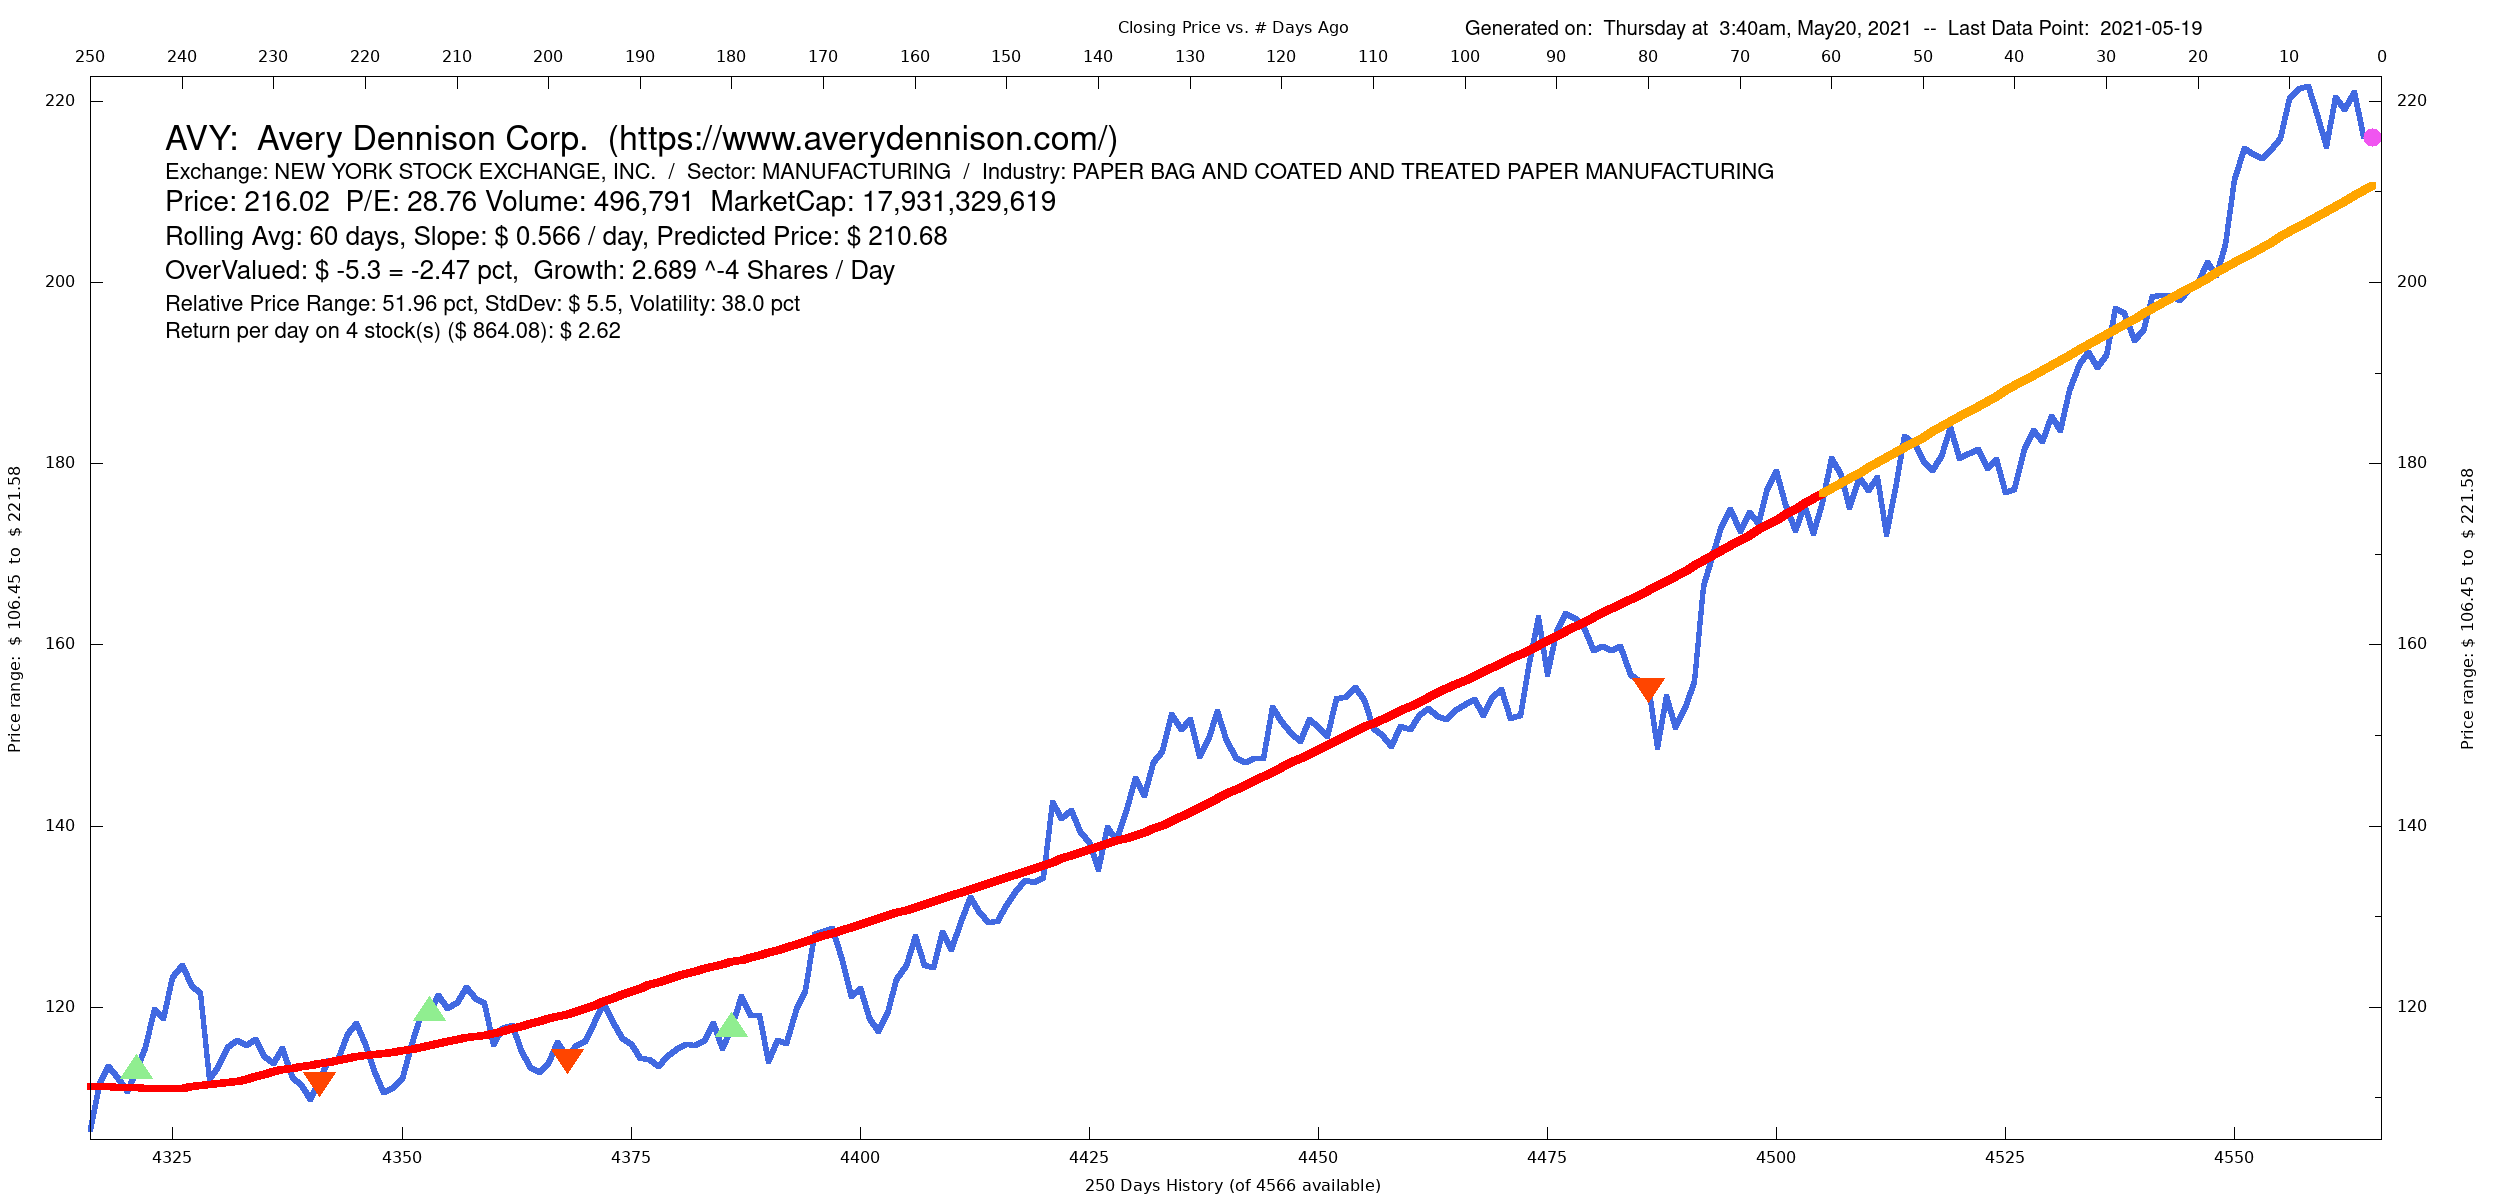 Closing Price vs. # Days Ago
Generated on:  Thursday at  3:40am, May20, 2021  --  Last Data Point:  2021-05-19
250 240 230 220 210 200 190 180 170 160 150 140 130 120 110 100 90 80 70 60 50 40 30 20 10 0
220 220
AVY:  Avery Dennison Corp.  (https://www.averydennison.com/)
Exchange: NEW YORK STOCK EXCHANGE, INC.  /  Sector: MANUFACTURING  /  Industry: PAPER BAG AND COATED AND TREATED PAPER MANUFACTURING
Price: 216.02  P/E: 28.76 Volume: 496,791  MarketCap: 17,931,329,619
Rolling Avg: 60 days, Slope: $ 0.566 / day, Predicted Price: $ 210.68
OverValued: $ -5.3 = -2.47 pct,  Growth: 2.689 ^-4 Shares / Day
200 200
Relative Price Range: 51.96 pct, StdDev: $ 5.5, Volatility: 38.0 pct
Return per day on 4 stock(s) ($ 864.08): $ 2.62
180 180
Price range:  $ 106.45  to  $ 221.58
Price range: $ 106.45  to  $ 221.58
160 160
140 140
120 120
4325 4350 4375 4400 4425 4450 4475 4500 4525 4550
250 Days History (of 4566 available)